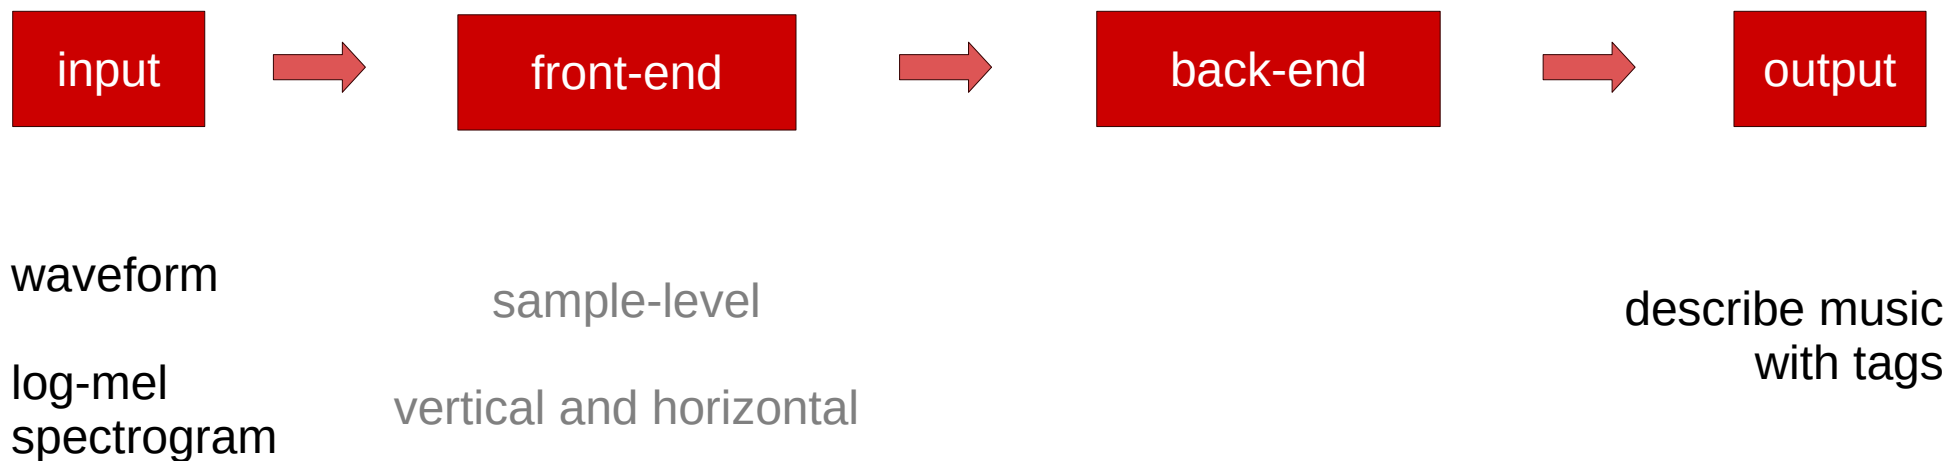 input
front-end
back-end
output
waveform
sample-level
describe music
with tags
log-mel
spectrogram
vertical and horizontal